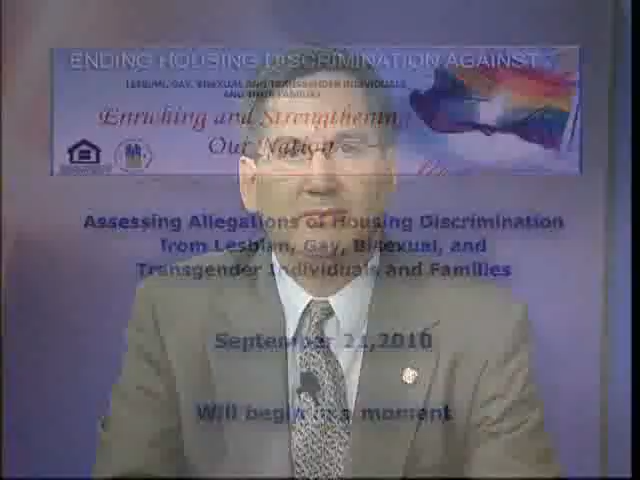 ENDING HOUSING DISCRIMINATION AGAINST
LESBIAN, GAY, BISEXUAL AND TRANSGENDER INDIVIDUALS
AND THEIR FAMILIES
Enriching and Strengthening
Our Nation
Assessing Allegations of Housing Discrimination
from Lesbian, Gay, Bisexual, and
Transgender Individuals and Families
September 21,2010
Will begin in a moment